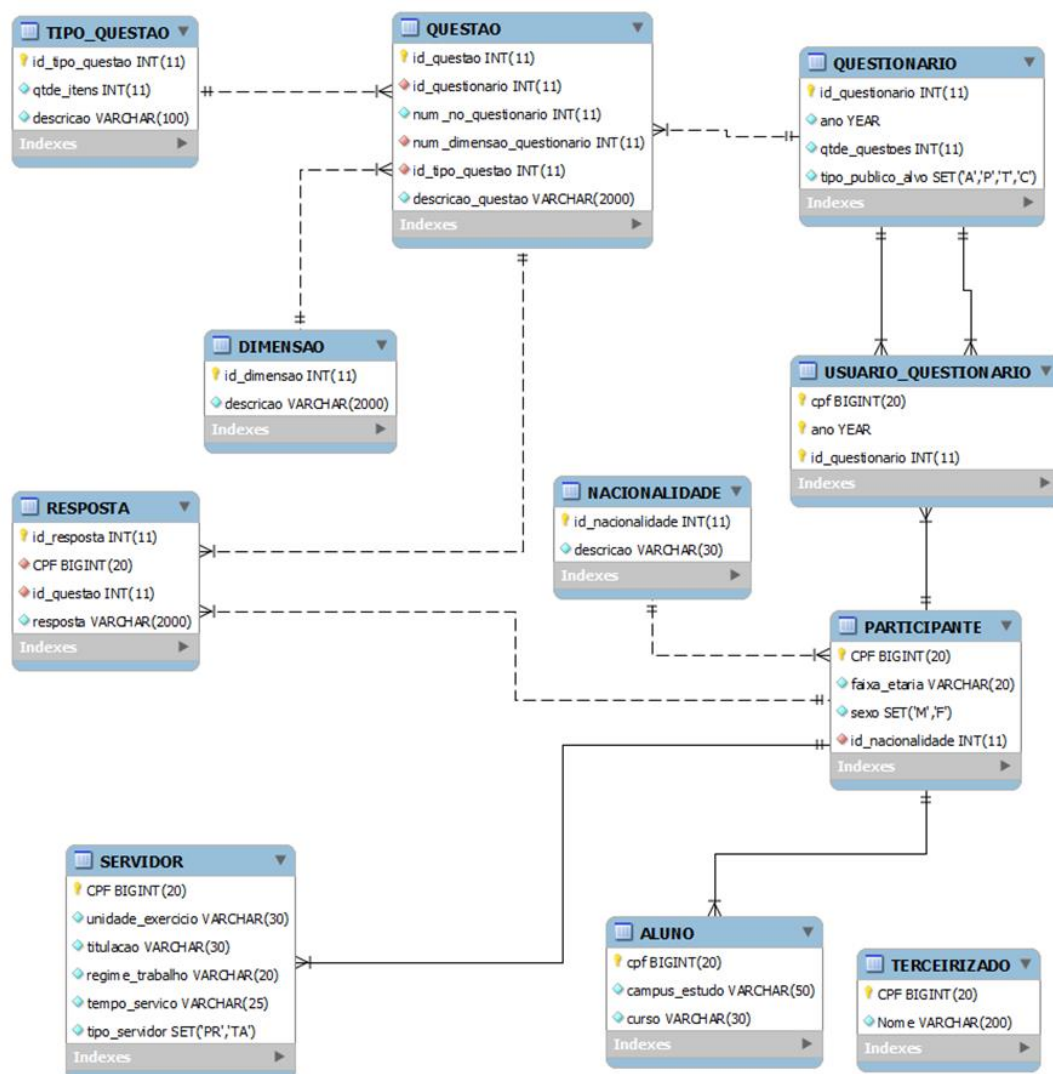 TIPO_QUESTAO
id_tipo_questao INT(11)
qtde_itens INT(11)
descricao VARCHAR(100)
Indexes
QUESTAO
id_questao INT(11)
id_questionario INT(11)
num_no_questionario INT(11)
num_dimensao_questionario INT(11)
id_tipo_questao INT(11)
descricao_questao VARCHAR(2000)
Indexes
QUESTIONARIO
id_questionario INT(11)
ano YEAR
qtde_questoes INT(11)
tipo_publico_alvo SET('A','P','T','C')
Indexes
DIMENSAO
id_dimensao INT(11)
descricao VARCHAR(2000)
Indexes
USUARIO_QUESTIONARIO
cpf BIGINT(20)
ano YEAR
id_questionario INT(11)
Indexes
RESPOSTA
id_resposta INT(11)
CPF BIGINT(20)
id_questao INT(11)
resposta VARCHAR(2000)
Indexes
NACIONALIDADE
id_nacionalidade INT(11)
descricao VARCHAR(30)
Indexes
PARTICIPANTE
CPF BIGINT(20)
faixa_etaria VARCHAR(20)
sexo SET('M','F')
id_nacionalidade INT(11)
Indexes
SERVIDOR
CPF BIGINT(20)
unidade_exercicio VARCHAR(30)
titulacao VARCHAR(30)
regime_trabalho VARCHAR(20)
tempo_servico VARCHAR(25)
tipo_servidor SET('PR','TA')
Indexes
ALUNO
cpf BIGINT(20)
campus_estudo VARCHAR(50)
curso VARCHAR(30)
Indexes
TERCEIRIZADO
CPF BIGINT(20)
Nome VARCHAR(200)
Indexes